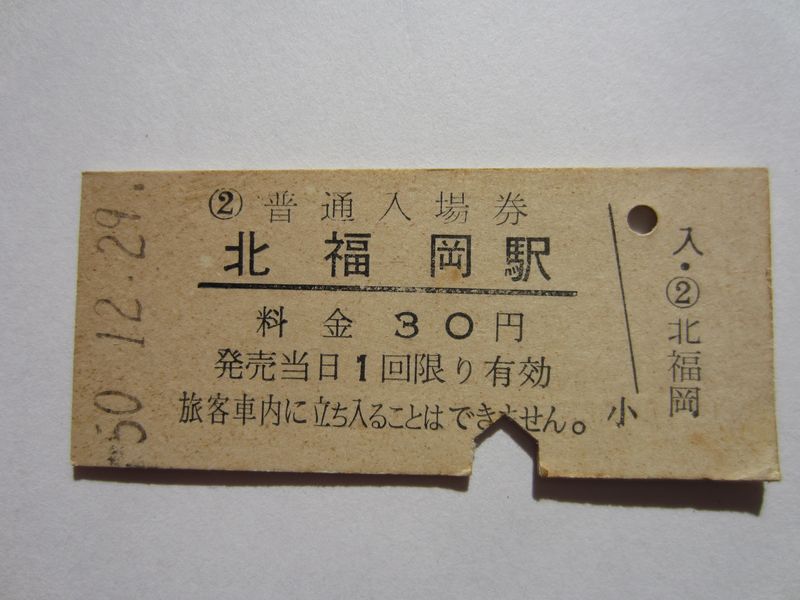 50.12.29.
②普通入場券
北福岡駅
料金30円
発売当日1回限り有効
旅客車内に立ち入ることはできません。
小
入・②北福岡